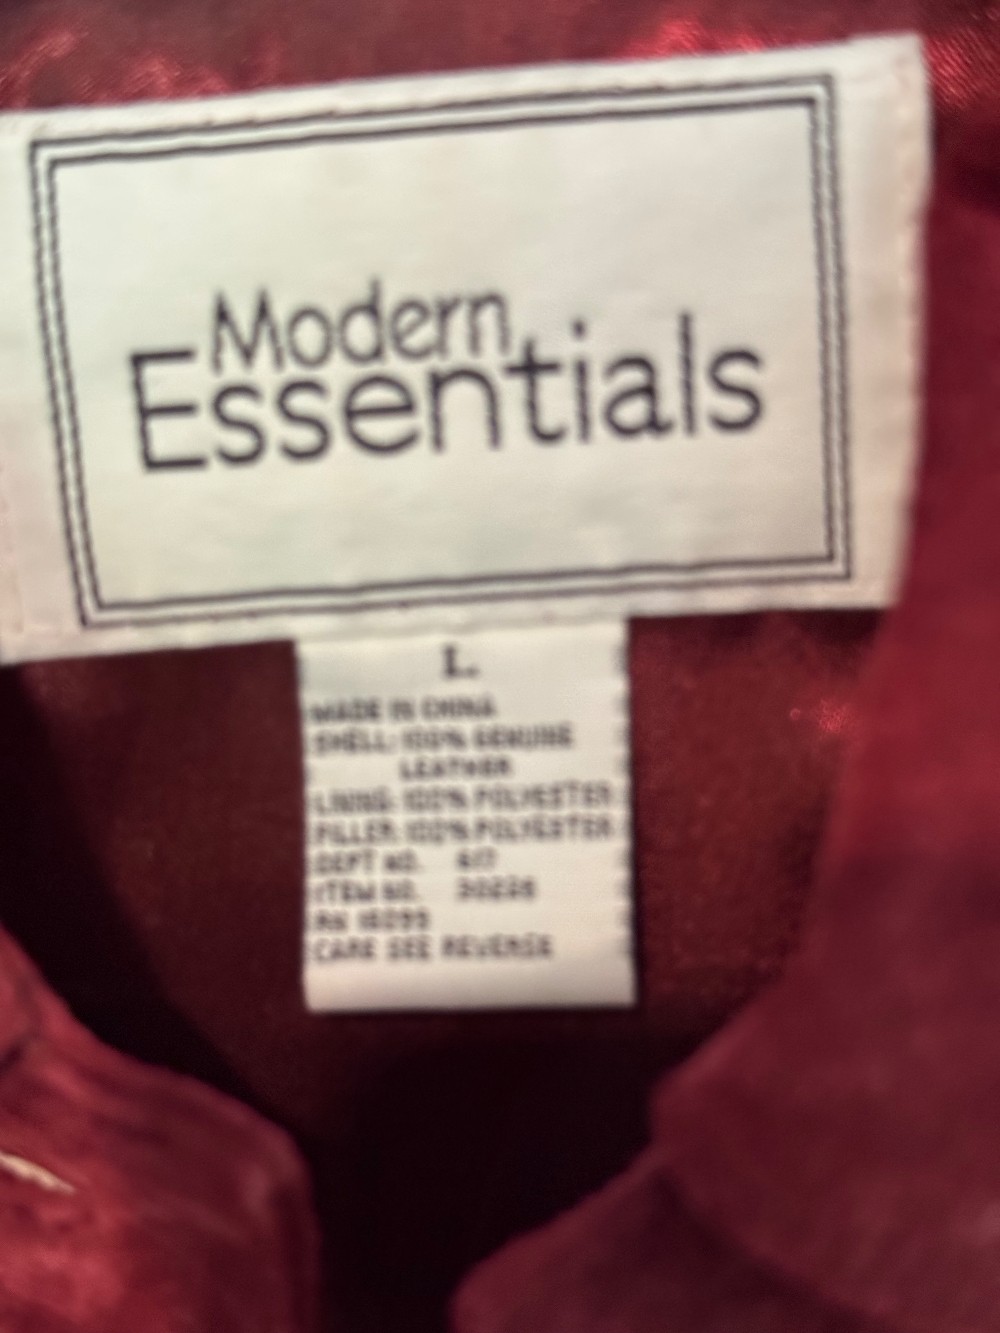 Modern
Essentials
L
MADE IN CHINA
SHELL: 100% GENUINE
LEATHER
LINING: 100% POLYESTER
FILLER: 100% POLYESTER
DEPT NO.
ITEM NO.
CARE SEE REVERSE